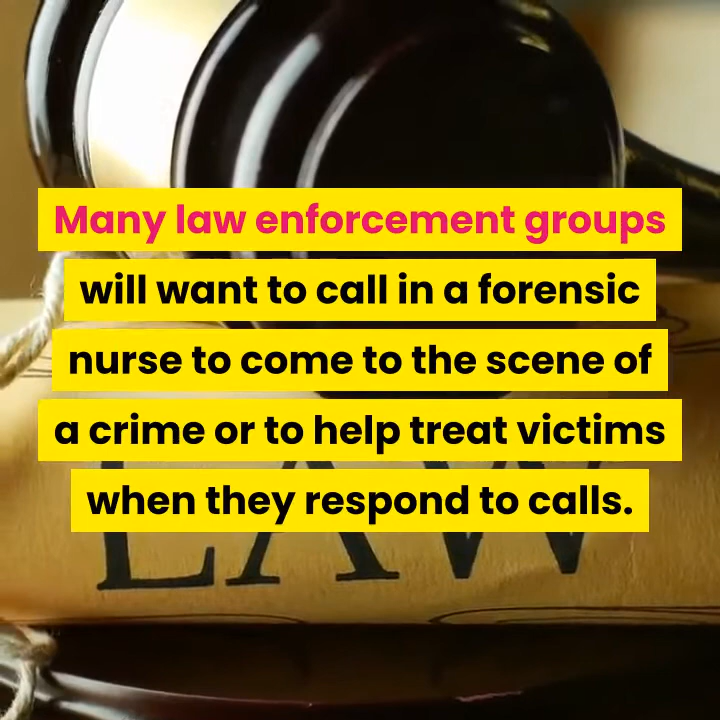 Many law enforcement groups
will want to call in a forensic
nurse to come to the scene of
a crime or to help treat victims
when they respond to calls.
LAW